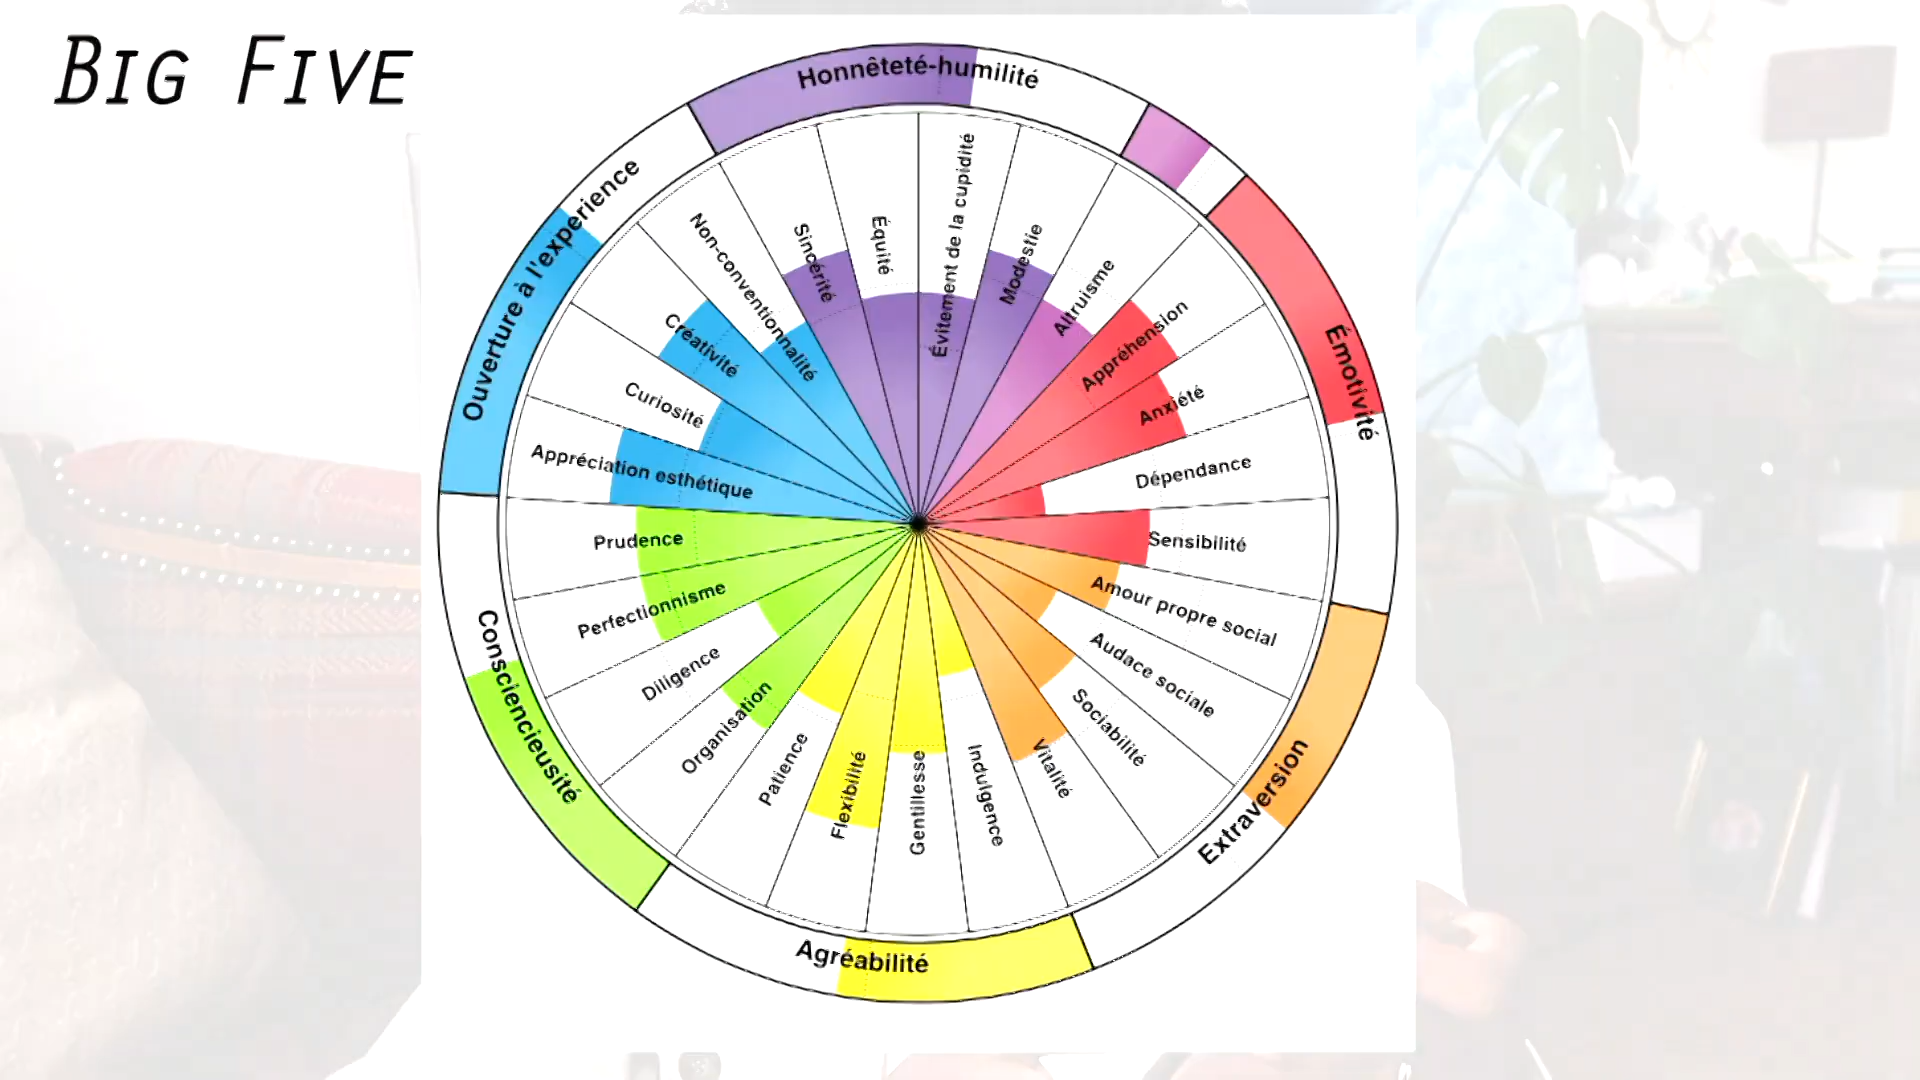 BIG FIVE
Honnêteté-humilité
Émotivité
Extraversion
Agréabilité
Consciencieusité
Ouverture à l'expérience
Sincérité
Équité
Évitement de la cupidité
Modestie
Altruisme
Appréhension
Anxiété
Dépendance
Sensibilité
Amour propre social
Audace sociale
Sociabilité
Vitalité
Indulgence
Gentillesse
Flexibilité
Patience
Organisation
Diligence
Perfectionnisme
Prudence
Appréciation esthétique
Curiosité
Créativité
Non-conventionnalité